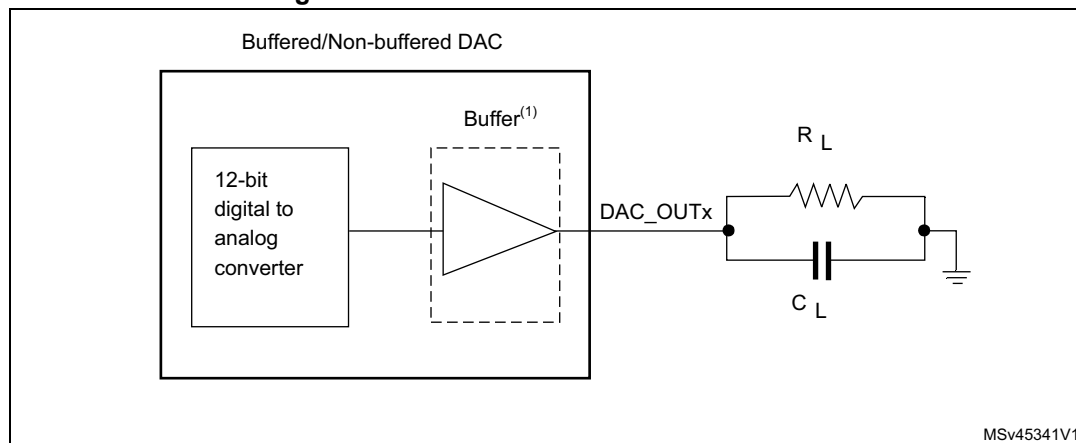 Buffered/Non-buffered DAC
Buffer(1)
12-bit
digital to
analog
converter
DAC_OUTx
R L
C L
MSv45341V1